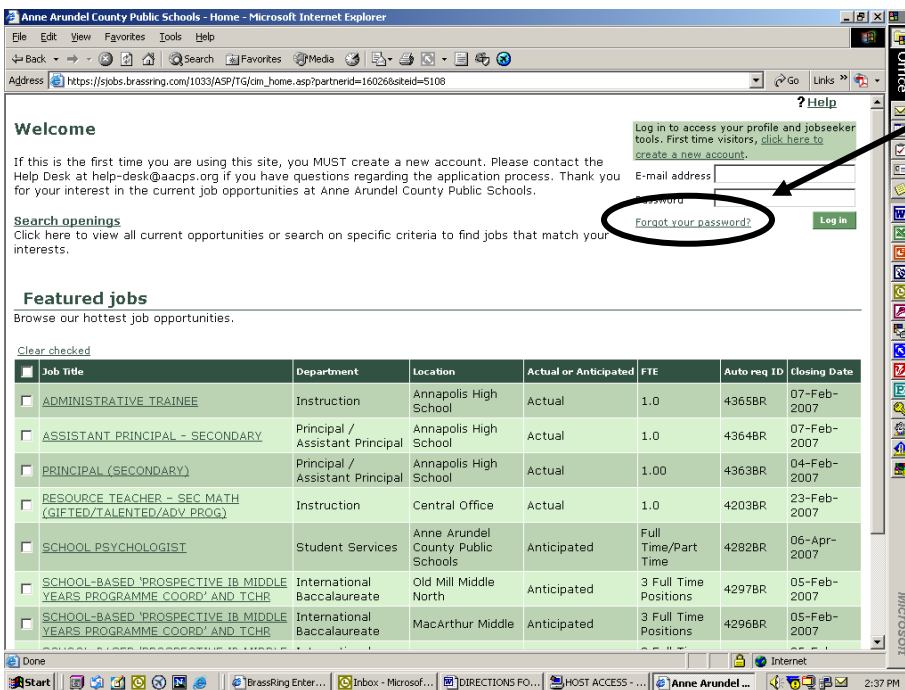 Anne Arundel County Public Schools - Home - Microsoft Internet Explorer
File Edit View Favorites Tools Help
Back Search Favorites Media
Address https://sjobs.brassring.com/1033/ASP/TG/cim_home.asp?partnerid=16026&siteid=5108 Go Links »
Office
? Help
Welcome
If this is the first time you are using this site, you MUST create a new account. Please contact the
Help Desk at help-desk@aacps.org if you have questions regarding the application process. Thank you
for your interest in the current job opportunities at Anne Arundel County Public Schools.
Log in to access your profile and jobseeker
tools. First time visitors, click here to
create a new account.
E-mail address
Password
Forgot your password? Log in
Search openings
Click here to view all current opportunities or search on specific criteria to find jobs that match your
interests.
Featured jobs
Browse our hottest job opportunities.
Clear checked
Job Title Department Location Actual or Anticipated FTE Auto req ID Closing Date
ADMINISTRATIVE TRAINEE Instruction Annapolis High School Actual 1.0 4365BR 07-Feb-2007
ASSISTANT PRINCIPAL - SECONDARY Principal / Assistant Principal Annapolis High School Actual 1.0 4364BR 07-Feb-2007
PRINCIPAL (SECONDARY) Principal / Assistant Principal Annapolis High School Actual 1.00 4363BR 04-Feb-2007
RESOURCE TEACHER - SEC MATH (GIFTED/TALENTED/ADV PROG) Instruction Central Office Actual 1.0 4203BR 23-Feb-2007
SCHOOL PSYCHOLOGIST Student Services Anne Arundel County Public Schools Anticipated Full Time/Part Time 4282BR 06-Apr-2007
SCHOOL-BASED 'PROSPECTIVE IB MIDDLE YEARS PROGRAMME COORD' AND TCHR International Baccalaureate Old Mill Middle North Anticipated 3 Full Time Positions 4297BR 05-Feb-2007
SCHOOL-BASED 'PROSPECTIVE IB MIDDLE YEARS PROGRAMME COORD' AND TCHR International Baccalaureate MacArthur Middle Anticipated 3 Full Time Positions 4296BR 05-Feb-2007
Done Internet
Start BrassRing Enter... Inbox - Microsof... DIRECTIONS FO... HOST ACCESS - ... Anne Arundel ... 2:37 PM